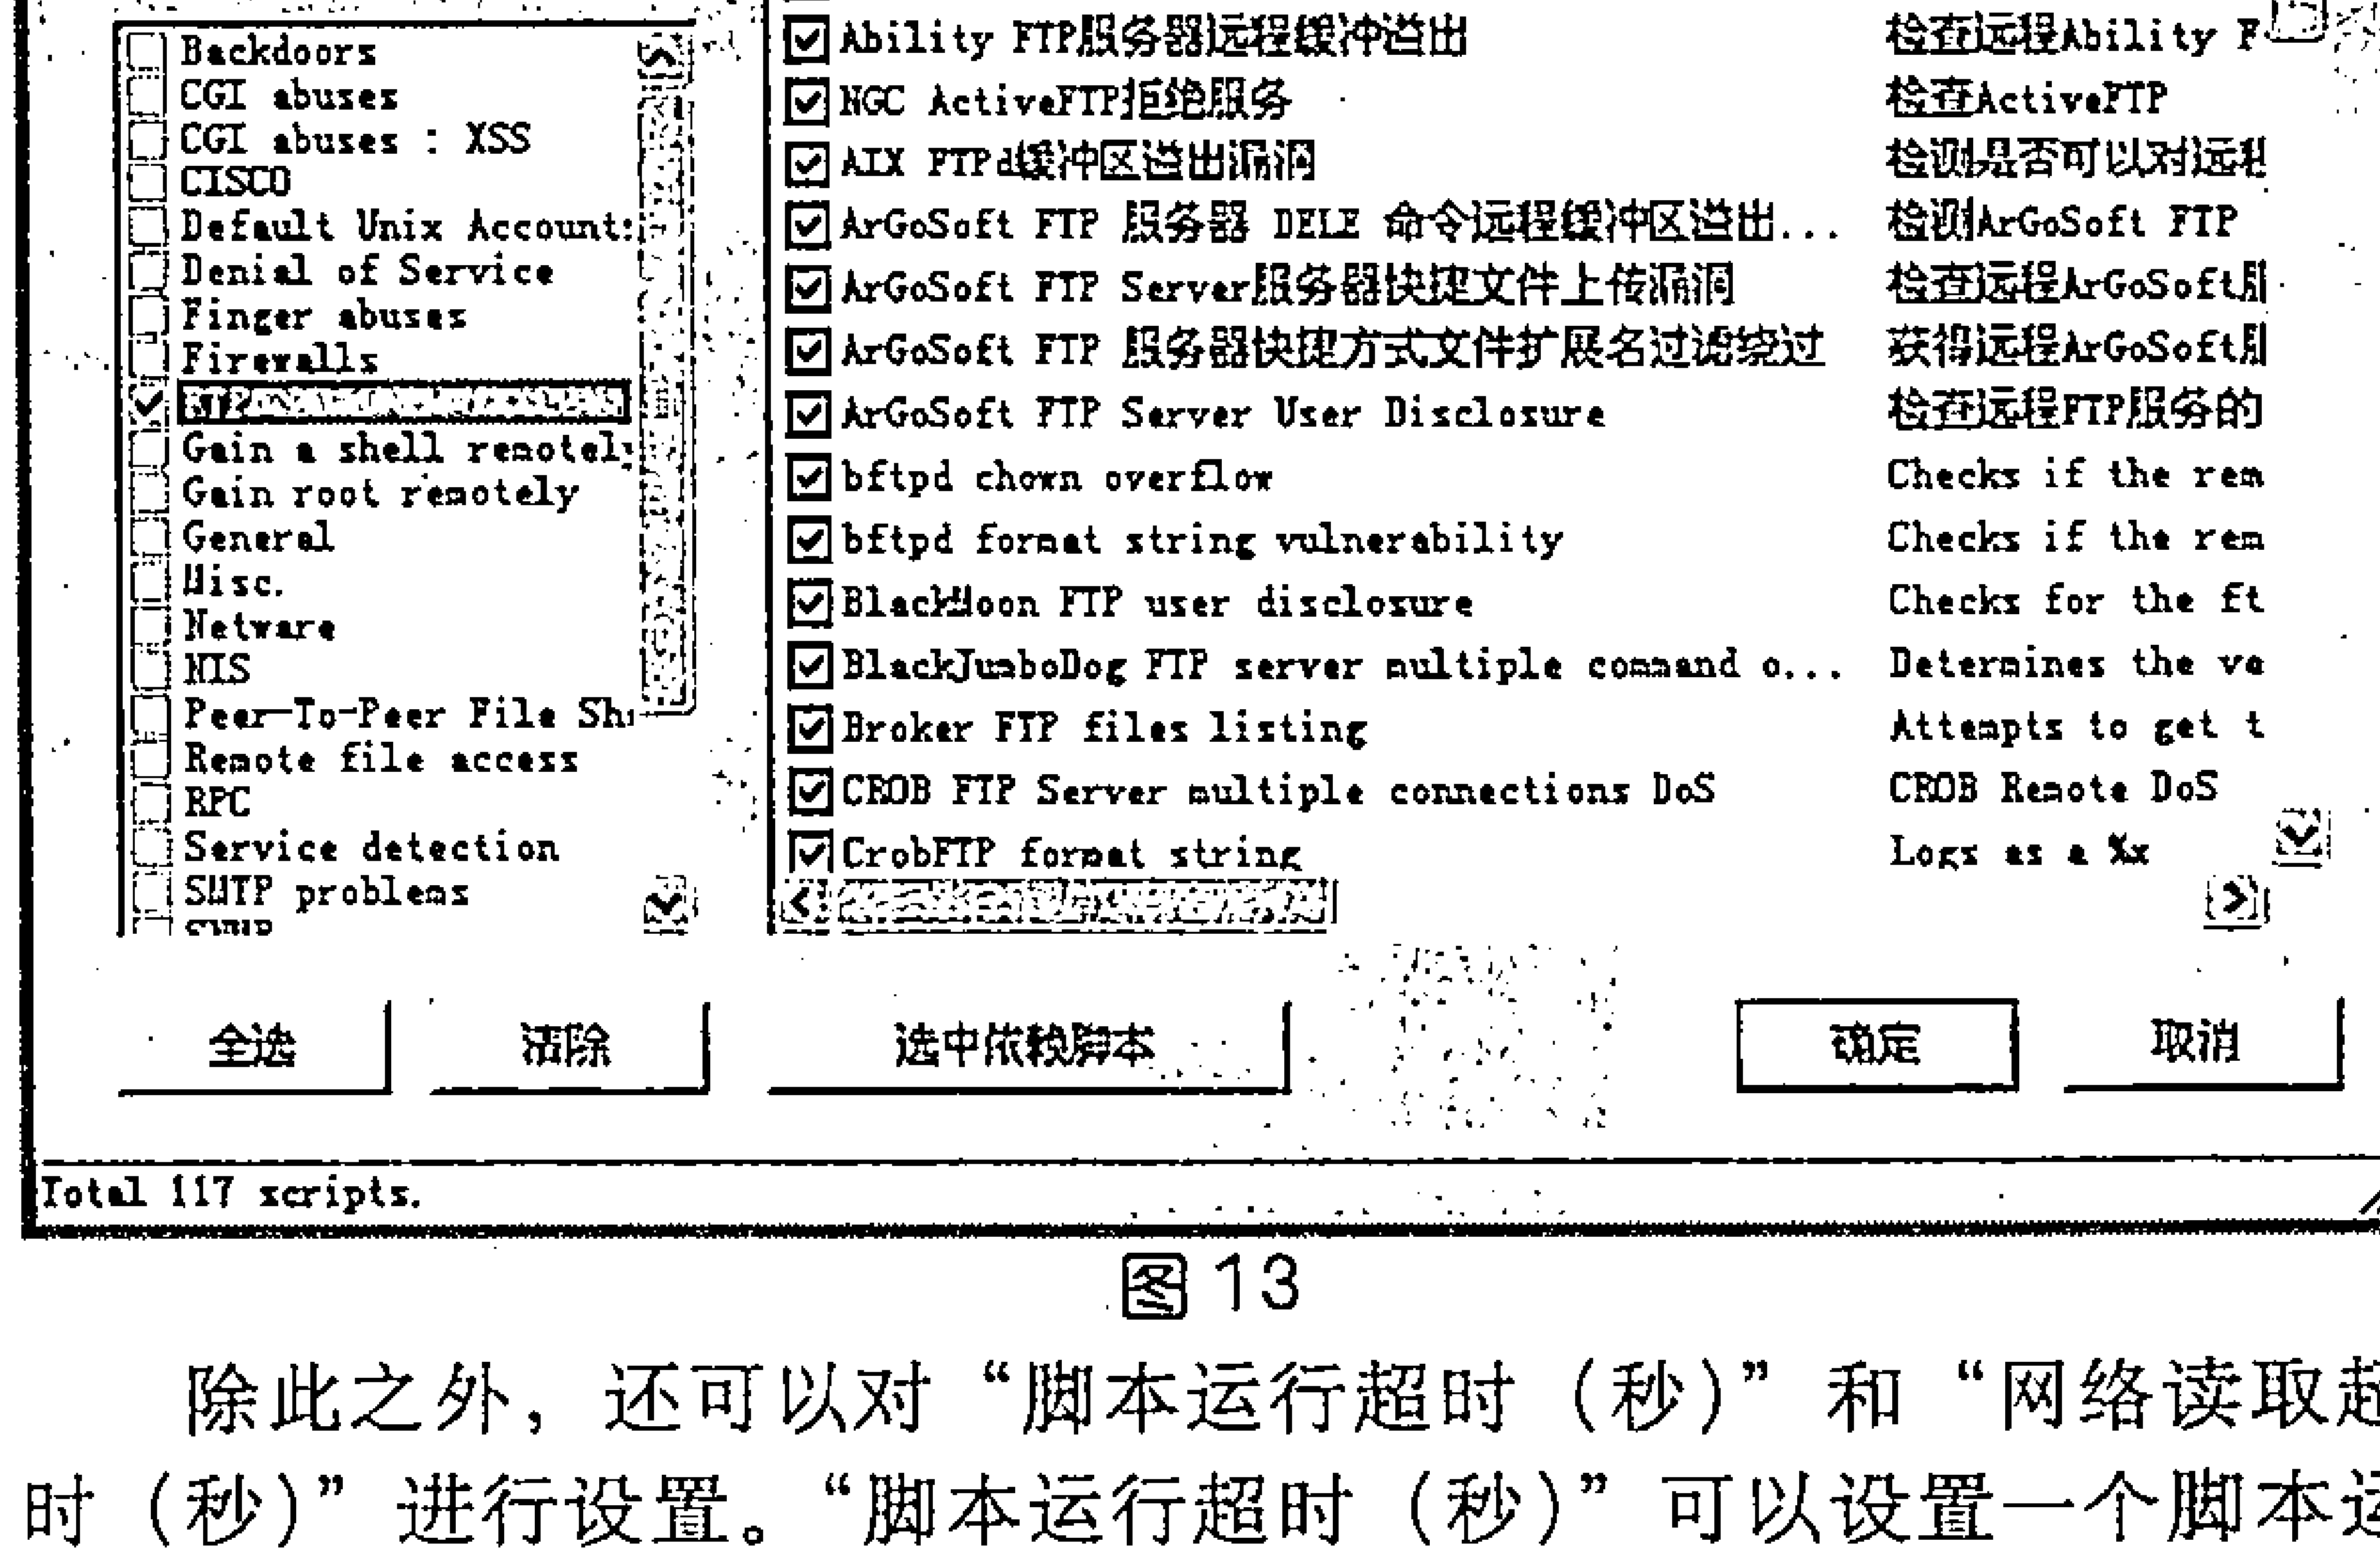 Backdoors
CGI abuses
CGI abuses : XSS
CISCO
Default Unix Account
Denial of Service
Finger abuses
Firewalls
FTP
Gain a shell remotely
Gain root remotely
General
Misc.
Netware
NIS
Peer-To-Peer File Sh
Remote file access
RPC
Service detection
SMTP problems
Ability FTP服务器远程缓冲溢出 检查远程Ability F
NGC ActiveFTP拒绝服务 检查ActiveFTP
AIX FTPd缓冲区溢出漏洞 检测是否可以对远程
ArGoSoft FTP 服务器 DELE 命令远程缓冲区溢出... 检测ArGoSoft FTP
ArGoSoft FTP Server服务器快捷文件上传漏洞 检查远程ArGoSoft服
ArGoSoft FTP 服务器快捷方式文件扩展名过滤绕过 获得远程ArGoSoft服
ArGoSoft FTP Server User Disclosure 检查远程FTP服务的
bftpd chown overflow Checks if the rem
bftpd format string vulnerability Checks if the rem
BlackMoon FTP user disclosure Checks for the ft
BlackJumboDog FTP server multiple command o... Determines the ve
Broker FTP files listing Attempts to get t
CROB FTP Server multiple connections DoS CROB Remote DoS
CrobFTP format string Logs as a %x
全选 清除 选中依赖脚本 确定 取消
Total 117 scripts.
图 13
除此之外，还可以对“脚本运行超时（秒）”和“网络读取超
时（秒）”进行设置。“脚本运行超时（秒）”可以设置一个脚本运